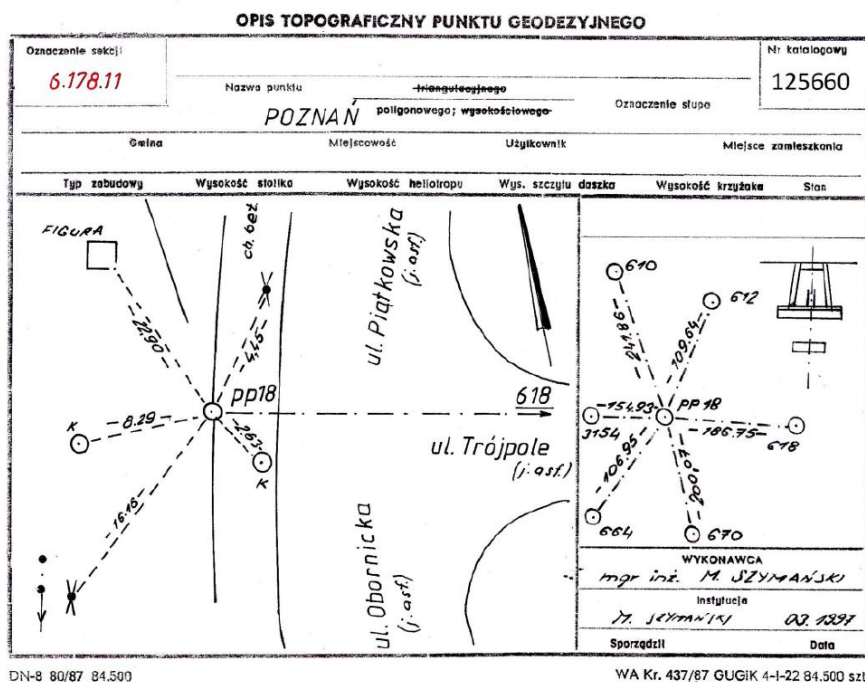 OPIS TOPOGRAFICZNY PUNKTU GEODEZYJNEGO
Oznaczenie sekcji
6.178.11
Nazwa punktu
triangulacyjnego
poligonowego; wysokościowego
POZNAŃ
Oznaczenie słupa
Nr katalogowy
125660
Gmina Miejscowość Użytkownik Miejsce zamieszkania
Typ zabudowy Wysokość stolika Wysokość heliotropu Wys. szczytu daszka Wysokość krzyżaka Stan
FIGURA
ch. bet.
ul. Piątkowska
(j. asf.)
22.90
4,45
pp18
618
8.29
K
2.63
K
ul. Trójpole
(j. asf.)
16.18
ul. Obornicka
(j. asf.)
610
612
241.86
109.64
154.93
pp18
3154
186.75
618
106.95
200.07
664
670
WYKONAWCA
mgr inż. M. SZYMAŃSKI
Instytucja
M. SZYMAŃSKI 03.1997
Sporządził Data
DN-8 80/87 84.500
WA Kr. 437/87 GUGiK 4-I-22 84.500 szt